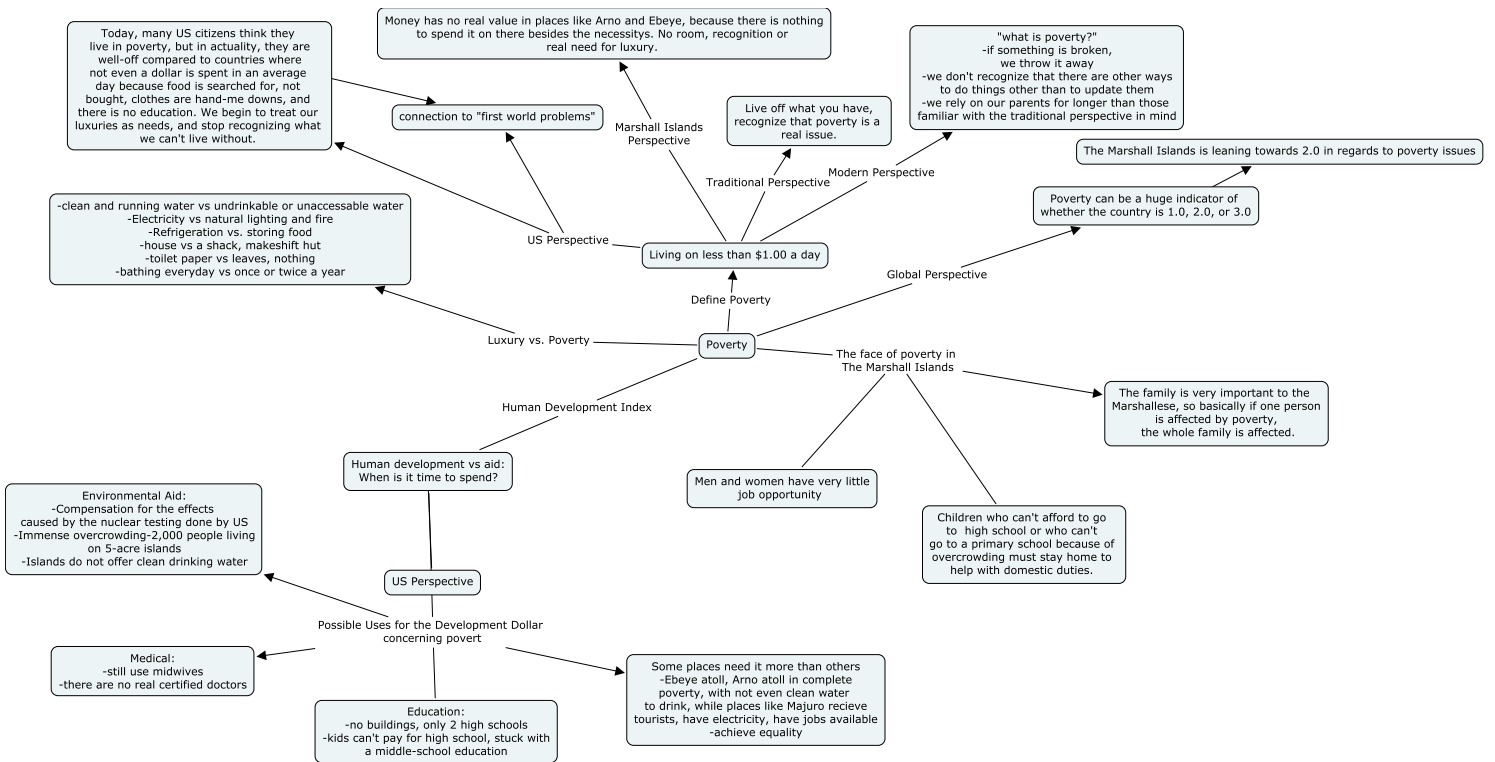 Today, many US citizens think they
live in poverty, but in actuality, they are
well-off compared to countries where
not even a dollar is spent in an average
day because food is searched for, not
bought, clothes are hand-me downs, and
there is no education. We begin to treat our
luxuries as needs, and stop recognizing what
we can't live without.
Money has no real value in places like Arno and Ebeye, because there is nothing
to spend it on there besides the necessitys. No room, recognition or
real need for luxury.
"what is poverty?"
-if something is broken,
we throw it away
-we don't recognize that there are other ways
to do things other than to update them
-we rely on our parents for longer than those
familiar with the traditional perspective in mind
connection to "first world problems"
Marshall Islands
Perspective
Live off what you have,
recognize that poverty is a
real issue.
The Marshall Islands is leaning towards 2.0 in regards to poverty issues
Traditional Perspective
Modern Perspective
Poverty can be a huge indicator of
whether the country is 1.0, 2.0, or 3.0
-clean and running water vs undrinkable or unaccessable water
-Electricity vs natural lighting and fire
-Refrigeration vs. storing food
-house vs a shack, makeshift hut
-toilet paper vs leaves, nothing
-bathing everyday vs once or twice a year
US Perspective
Living on less than $1.00 a day
Global Perspective
Define Poverty
Luxury vs. Poverty
Poverty
The face of poverty in
The Marshall Islands
Human Development Index
The family is very important to the
Marshallese, so basically if one person
is affected by poverty,
the whole family is affected.
Human development vs aid:
When is it time to spend?
Men and women have very little
job opportunity
Children who can't afford to go
to  high school or who can't
go to a primary school because of
overcrowding must stay home to
help with domestic duties.
Environmental Aid:
-Compensation for the effects
caused by the nuclear testing done by US
-Immense overcrowding-2,000 people living
on 5-acre islands
-Islands do not offer clean drinking water
US Perspective
Possible Uses for the Development Dollar
concerning povert
Medical:
-still use midwives
-there are no real certified doctors
Education:
-no buildings, only 2 high schools
-kids can't pay for high school, stuck with
a middle-school education
Some places need it more than others
-Ebeye atoll, Arno atoll in complete
poverty, with not even clean water
to drink, while places like Majuro recieve
tourists, have electricity, have jobs available
-achieve equality